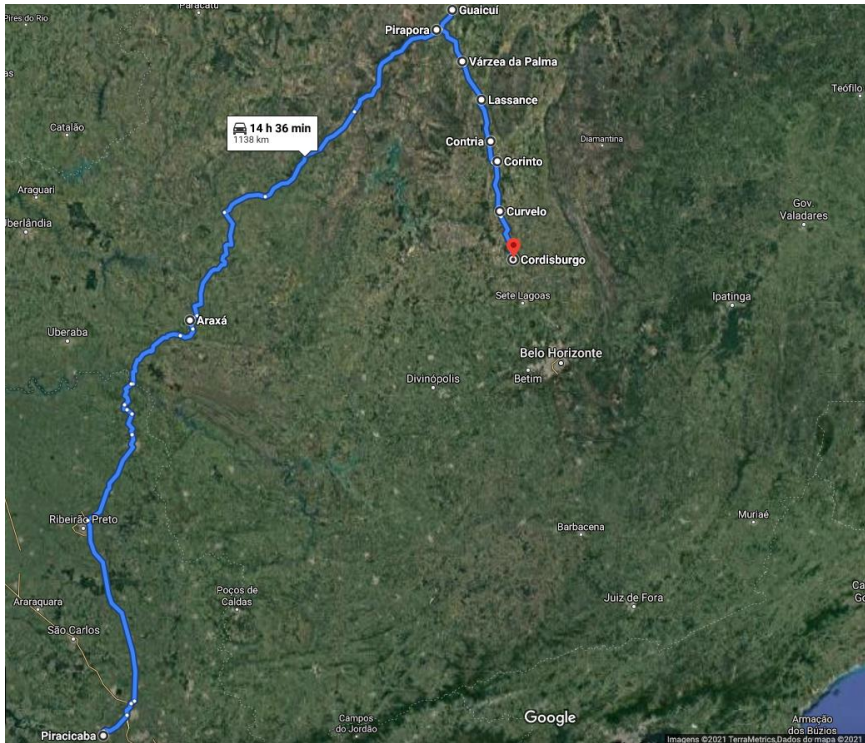 Paracatu
Pires do Rio
Guaicuí
Pirapora
Várzea da Palma
Teófilo
Lassance
14 h 36 min
1138 km
Catalão
Contria
Diamantina
Corinto
Araguari
Gov.
Valadares
Curvelo
Cordisburgo
Sete Lagoas
Ipatinga
Araxá
Uberaba
Belo Horizonte
Divinópolis
Betim
Ribeirão Preto
Muriaé
Barbacena
Poços de
Caldas
Araraquara
Juiz de Fora
São Carlos
Piracicaba
Campos
do Jordão
Google
Armação
dos Búzios
Imagens ©2021 TerraMetrics,Dados do mapa ©2021